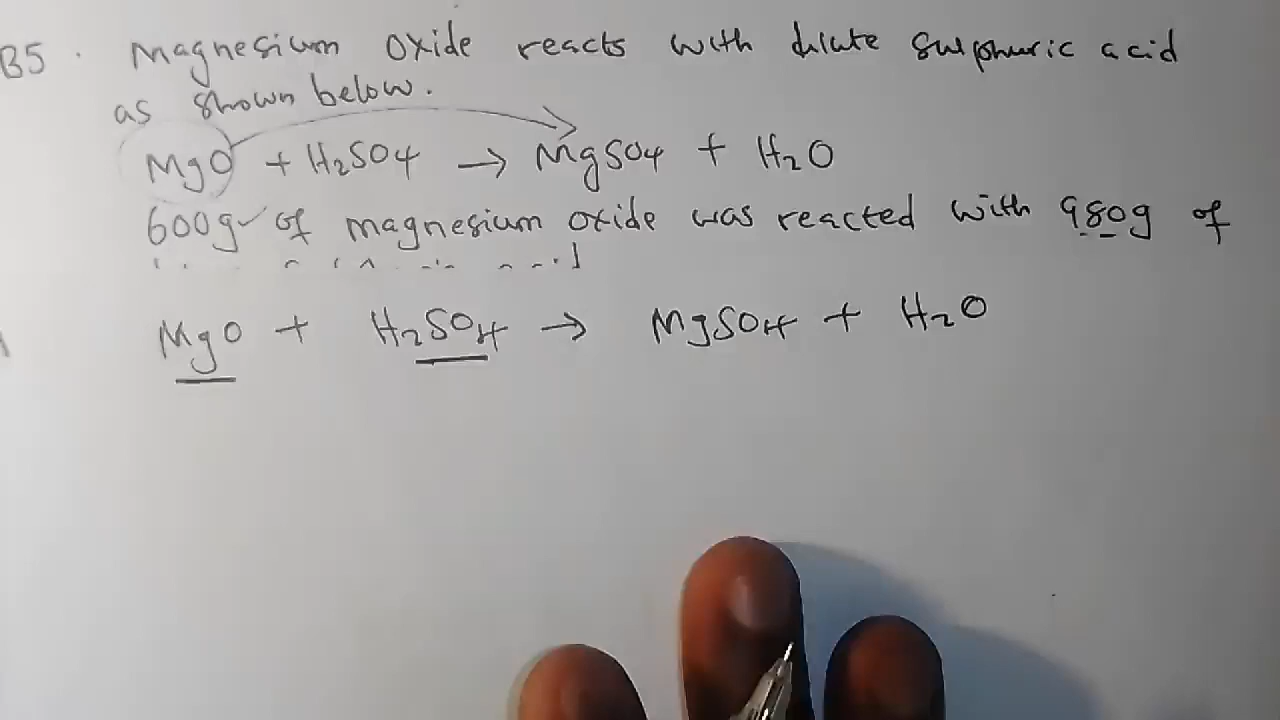 B5. Magnesium Oxide reacts with dilute sulphuric acid
as shown below.
MgO + H₂SO₄ → MgSO₄ + H₂O
600g of magnesium oxide was reacted with 980g of
MgO + H₂SO₄ → MgSO₄ + H₂O